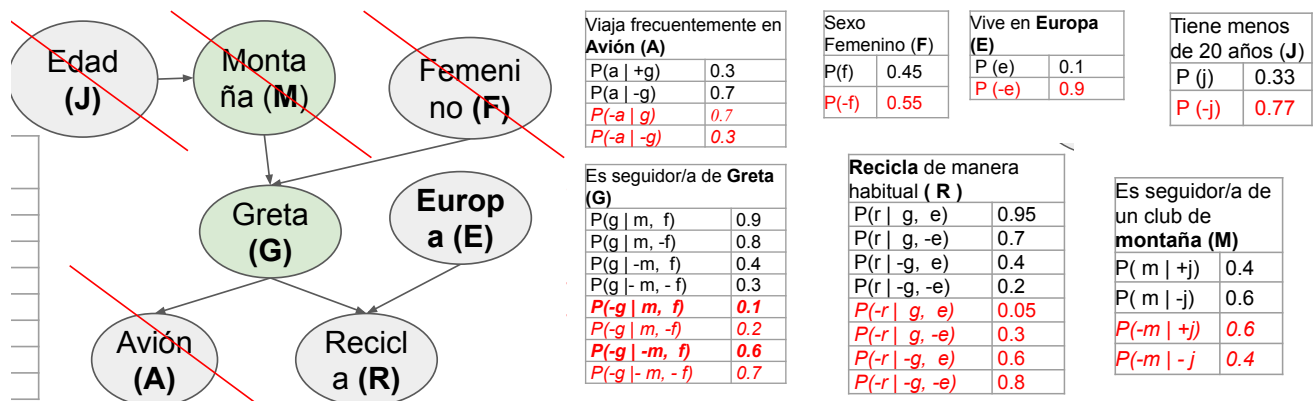 Edad
(J)
Monta
ña (M)
Femeni
no (F)
Greta
(G)
Europ
a (E)
Avión
(A)
Recicl
a (R)
Viaja frecuentemente en
Avión (A)
P(a | +g) 0.3
P(a | -g) 0.7
P(-a | g) 0.7
P(-a | -g) 0.3
Sexo
Femenino (F)
P(f) 0.45
P(-f) 0.55
Vive en Europa
(E)
P (e) 0.1
P (-e) 0.9
Tiene menos
de 20 años (J)
P (j) 0.33
P (-j) 0.77
Es seguidor/a de Greta
(G)
P(g | m, f) 0.9
P(g | m, -f) 0.8
P(g | -m, f) 0.4
P(g |- m, - f) 0.3
P(-g | m, f) 0.1
P(-g | m, -f) 0.2
P(-g | -m, f) 0.6
P(-g |- m, - f) 0.7
Recicla de manera
habitual ( R )
P(r | g, e) 0.95
P(r | g, -e) 0.7
P(r | -g, e) 0.4
P(r | -g, -e) 0.2
P(-r | g, e) 0.05
P(-r | g, -e) 0.3
P(-r | -g, e) 0.6
P(-r | -g, -e) 0.8
Es seguidor/a de
un club de
montaña (M)
P( m | +j) 0.4
P( m | -j) 0.6
P(-m | +j) 0.6
P(-m | - j 0.4